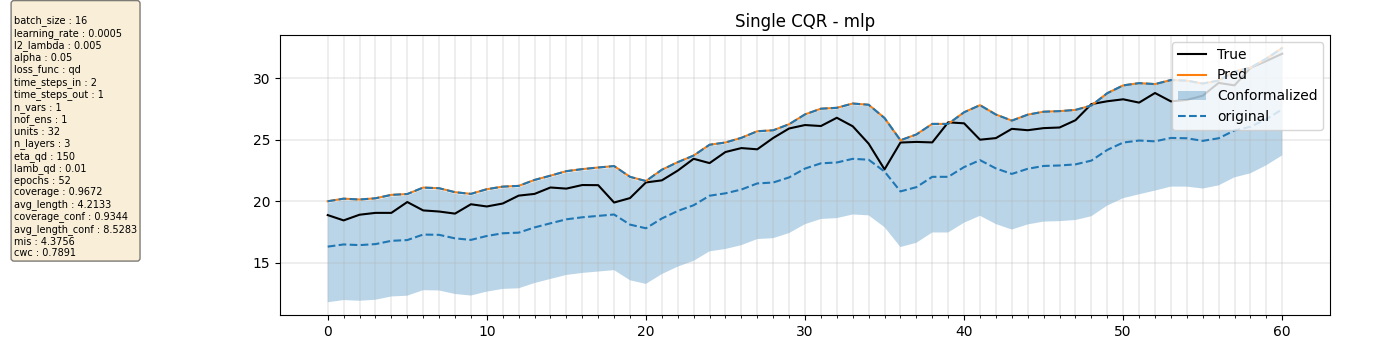 batch_size : 16
learning_rate : 0.0005
l2_lambda : 0.005
alpha : 0.05
loss_func : qd
time_steps_in : 2
time_steps_out : 1
n_vars : 1
nof_ens : 1
units : 32
n_layers : 3
eta_qd : 150
lamb_qd : 0.01
epochs : 52
coverage : 0.9672
avg_length : 4.2133
coverage_conf : 0.9344
avg_length_conf : 8.5283
mis : 4.3756
cwc : 0.7891
Single CQR - mlp
True
Pred
Conformalized
original
30
25
20
15
0 10 20 30 40 50 60